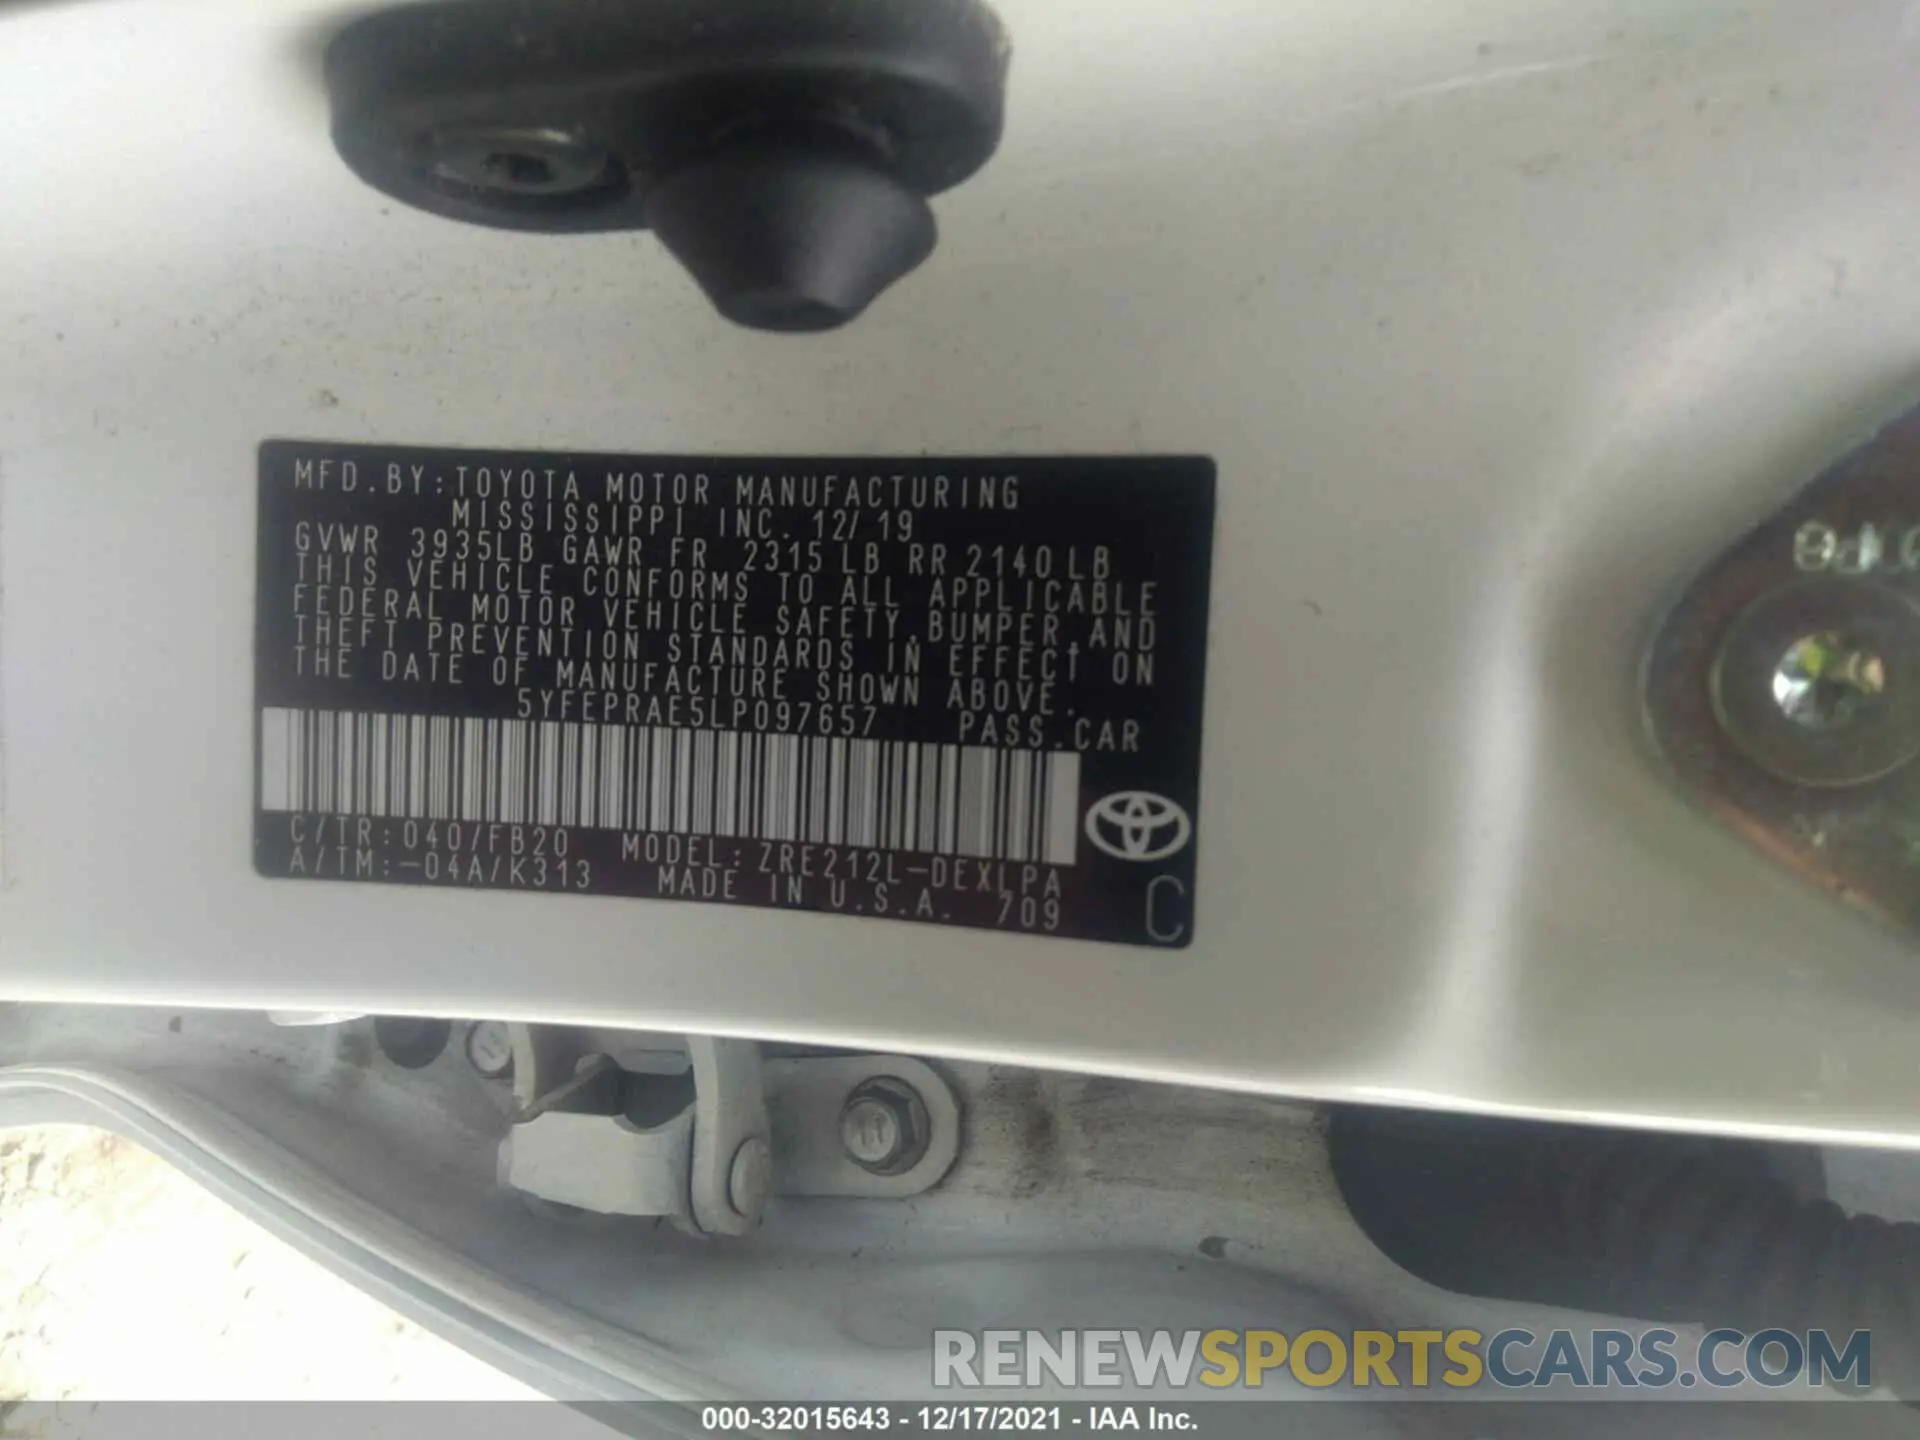 MFD.BY:TOYOTA MOTOR MANUFACTURING
MISSISSIPPI INC. 12/19
GVWR 3935LB GAWR FR 2315LB RR 2140LB
THIS VEHICLE CONFORMS TO ALL APPLICABLE
FEDERAL MOTOR VEHICLE SAFETY,BUMPER,AND
THEFT PREVENTION STANDARDS IN EFFECT ON
THE DATE OF MANUFACTURE SHOWN ABOVE.
5YFEPRAE5LP097657 PASS.CAR
C/TR:040/FB20 MODEL:ZRE212L-DEXLPA
A/TM:-04A/K313 MADE IN U.S.A. 709
C
RENEWSPORTSCARS.COM
000-32015643 - 12/17/2021 - IAA Inc.